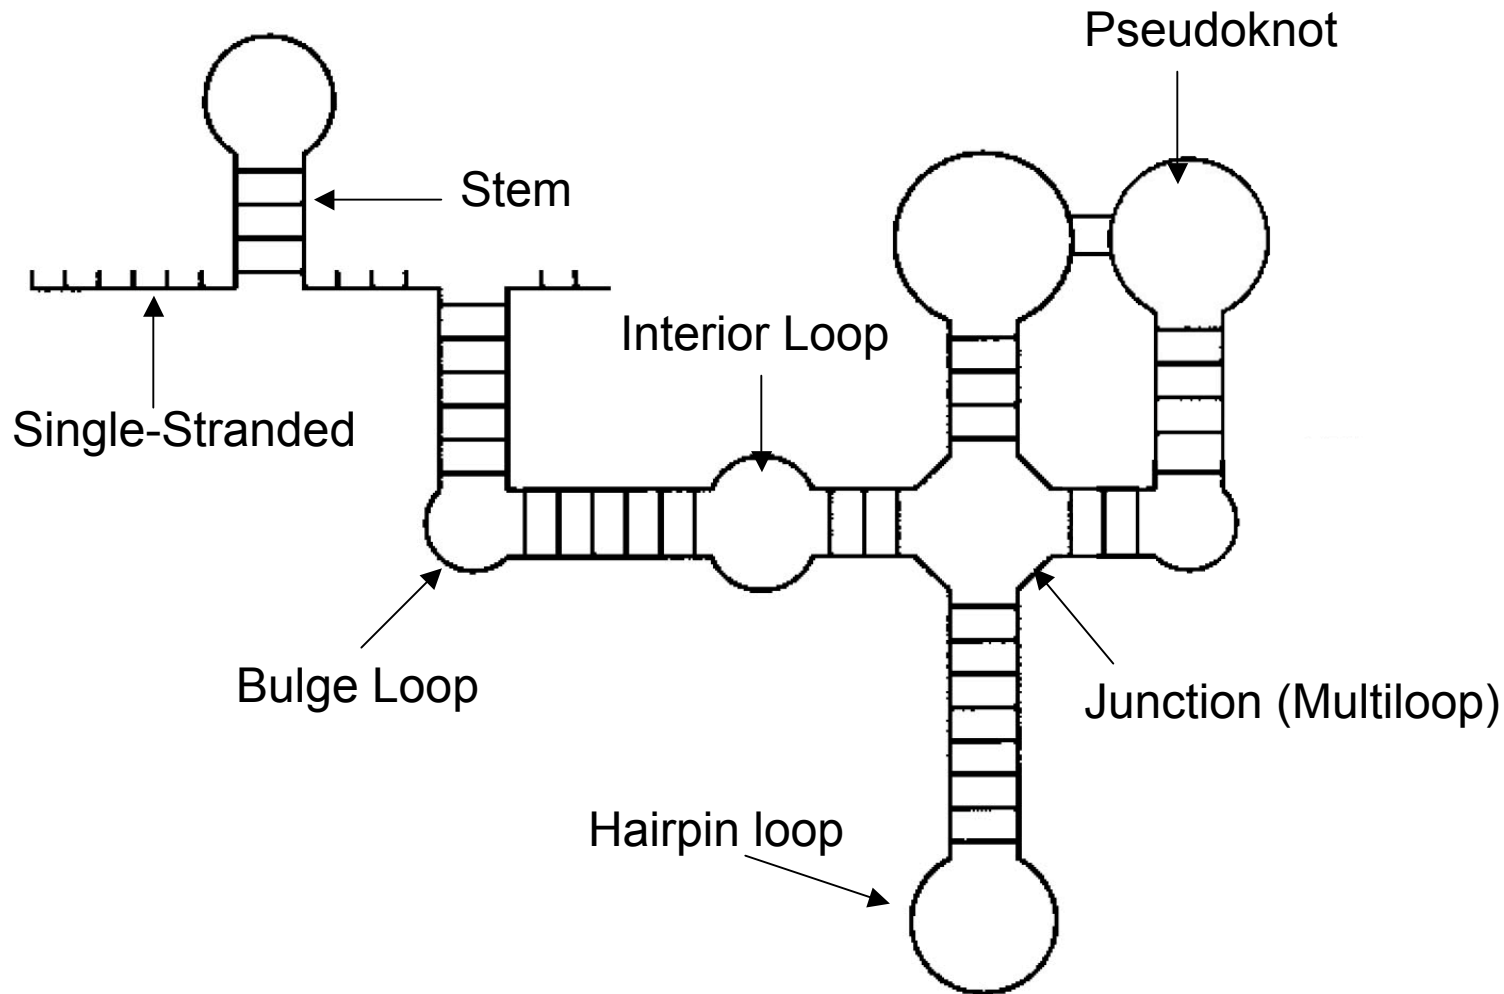 Pseudoknot
Stem
Interior Loop
Single-Stranded
Bulge Loop
Junction (Multiloop)
Hairpin loop